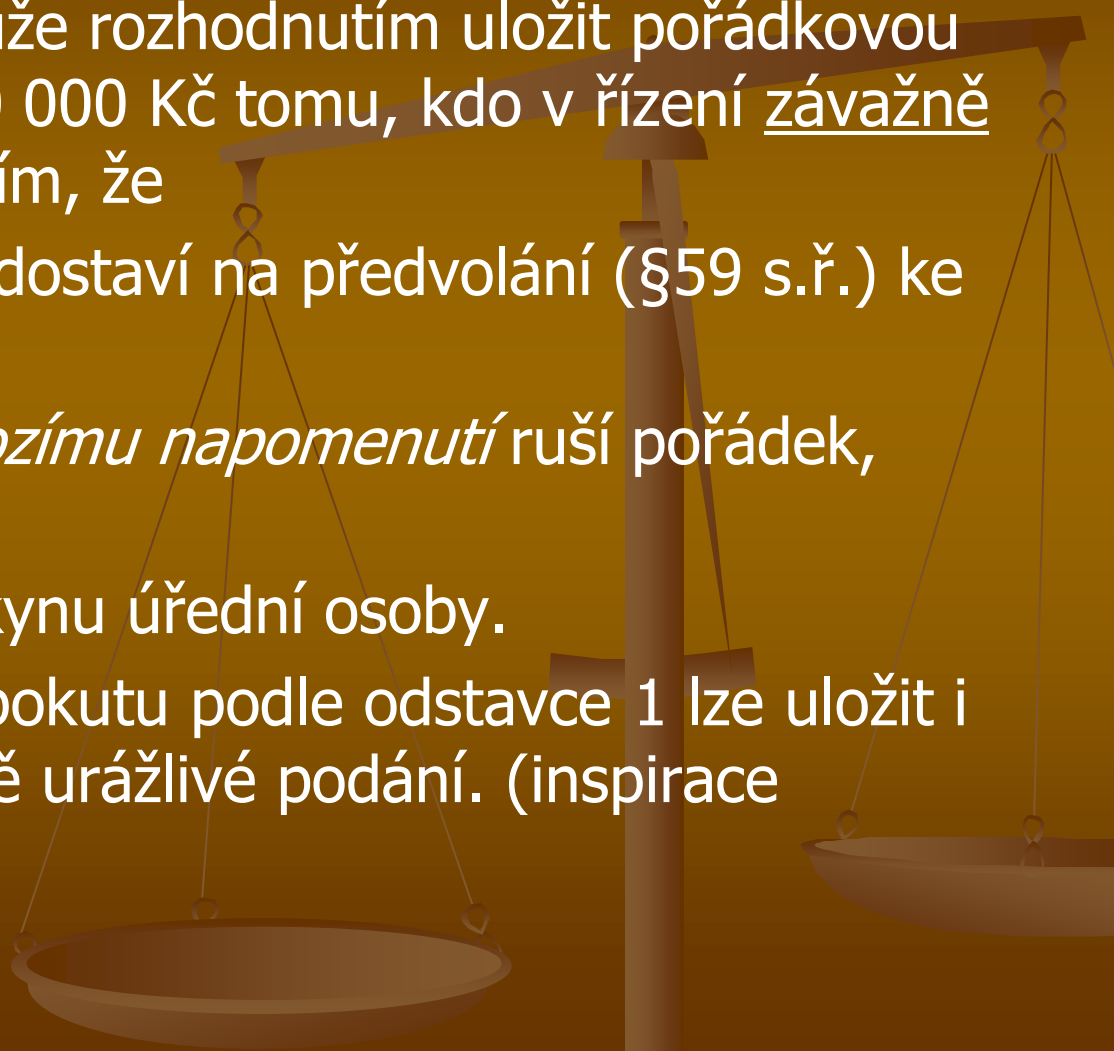 ůže rozhodnutím uložit pořádkovou
000 Kč tomu, kdo v řízení závažně
ím, že
dostaví na předvolání (§59 s.ř.) ke
ozímu napomenutí ruší pořádek,
kynu úřední osoby.
pokutu podle odstavce 1 lze uložit i
ě urážlivé podání. (inspirace